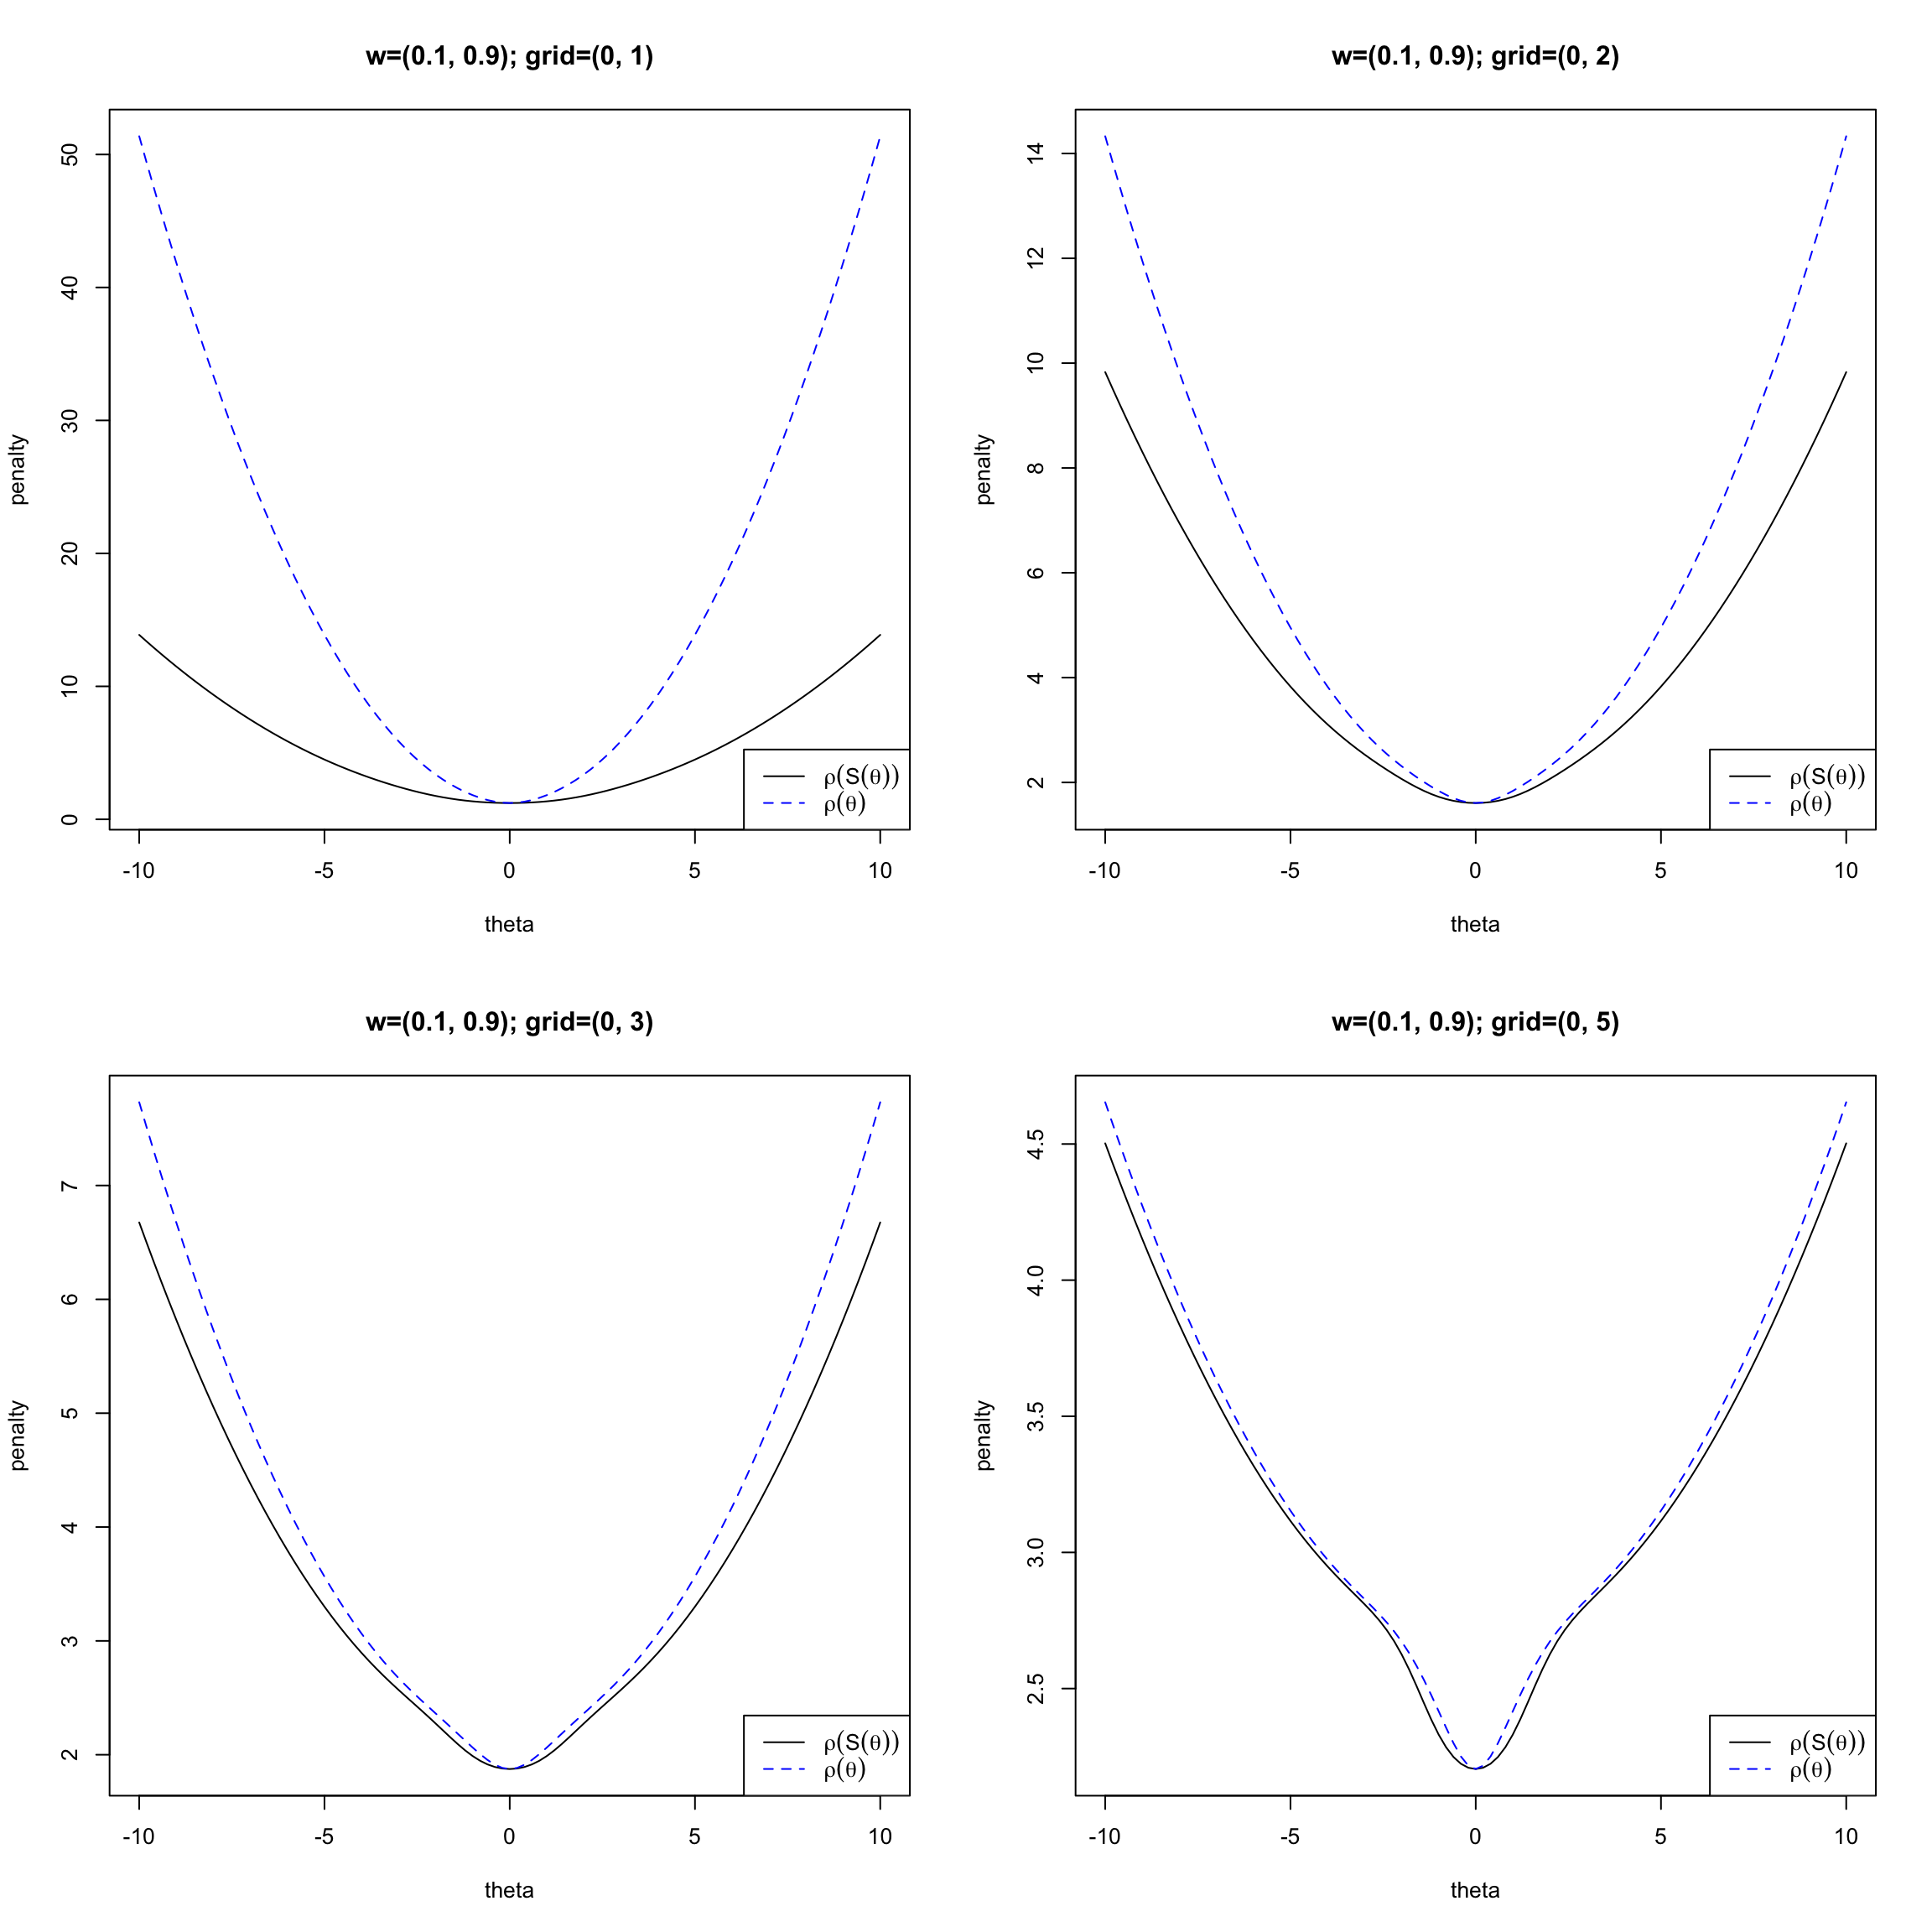 w=(0.1, 0.9); grid=(0, 1)
penalty
50
40
30
20
10
0
-10 -5 0 5 10
theta
ρ(S(θ))
ρ(θ)
w=(0.1, 0.9); grid=(0, 2)
penalty
14
12
10
8
6
4
2
-10 -5 0 5 10
theta
ρ(S(θ))
ρ(θ)
w=(0.1, 0.9); grid=(0, 3)
penalty
7
6
5
4
3
2
-10 -5 0 5 10
theta
ρ(S(θ))
ρ(θ)
w=(0.1, 0.9); grid=(0, 5)
penalty
4.5
4.0
3.5
3.0
2.5
-10 -5 0 5 10
theta
ρ(S(θ))
ρ(θ)